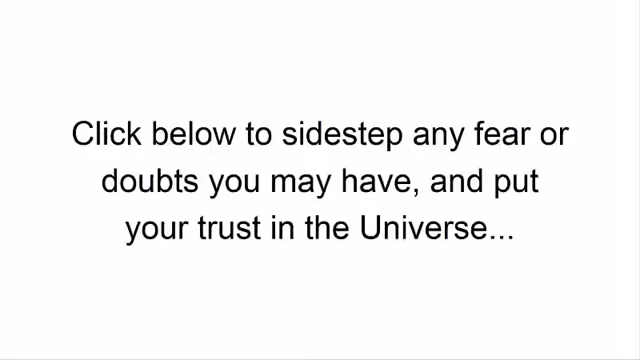 Click below to sidestep any fear or
doubts you may have, and put
your trust in the Universe...